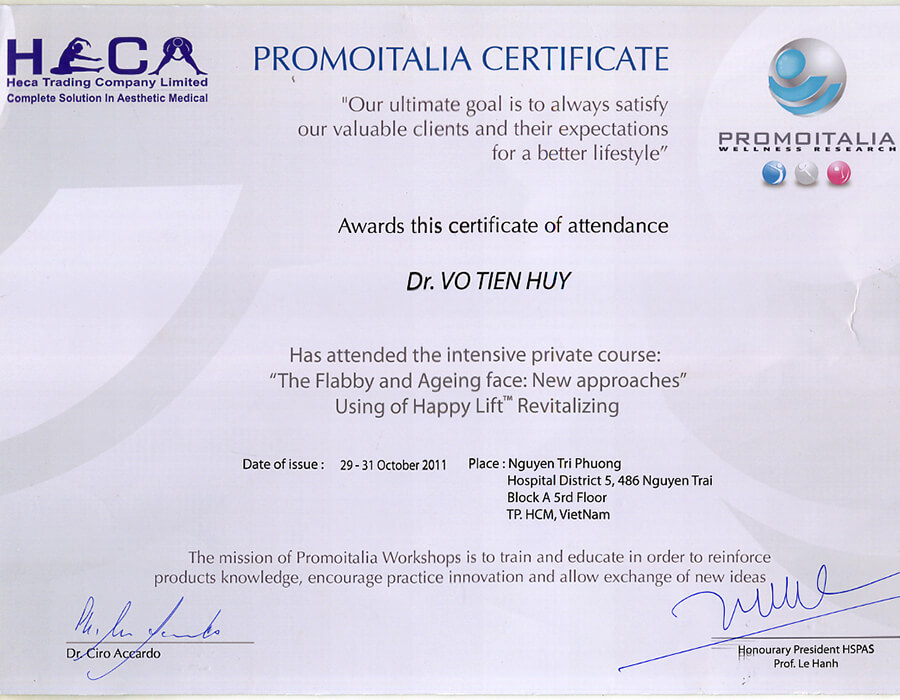 HECA
Heca Trading Company Limited
Complete Solution In Aesthetic Medical
PROMOITALIA CERTIFICATE
"Our ultimate goal is to always satisfy
our valuable clients and their expectations
for a better lifestyle”
PROMOITALIA
WELLNESS RESEARCH
Awards this certificate of attendance
Dr. VO TIEN HUY
Has attended the intensive private course:
“The Flabby and Ageing face: New approaches”
Using of Happy Lift™ Revitalizing
Date of issue : 29 - 31 October 2011 Place : Nguyen Tri Phuong
Hospital District 5, 486 Nguyen Trai
Block A 5rd Floor
TP. HCM, VietNam
The mission of Promoitalia Workshops is to train and educate in order to reinforce
products knowledge, encourage practice innovation and allow exchange of new ideas
Dr. Ciro Accardo
Honourary President HSPAS
Prof. Le Hanh